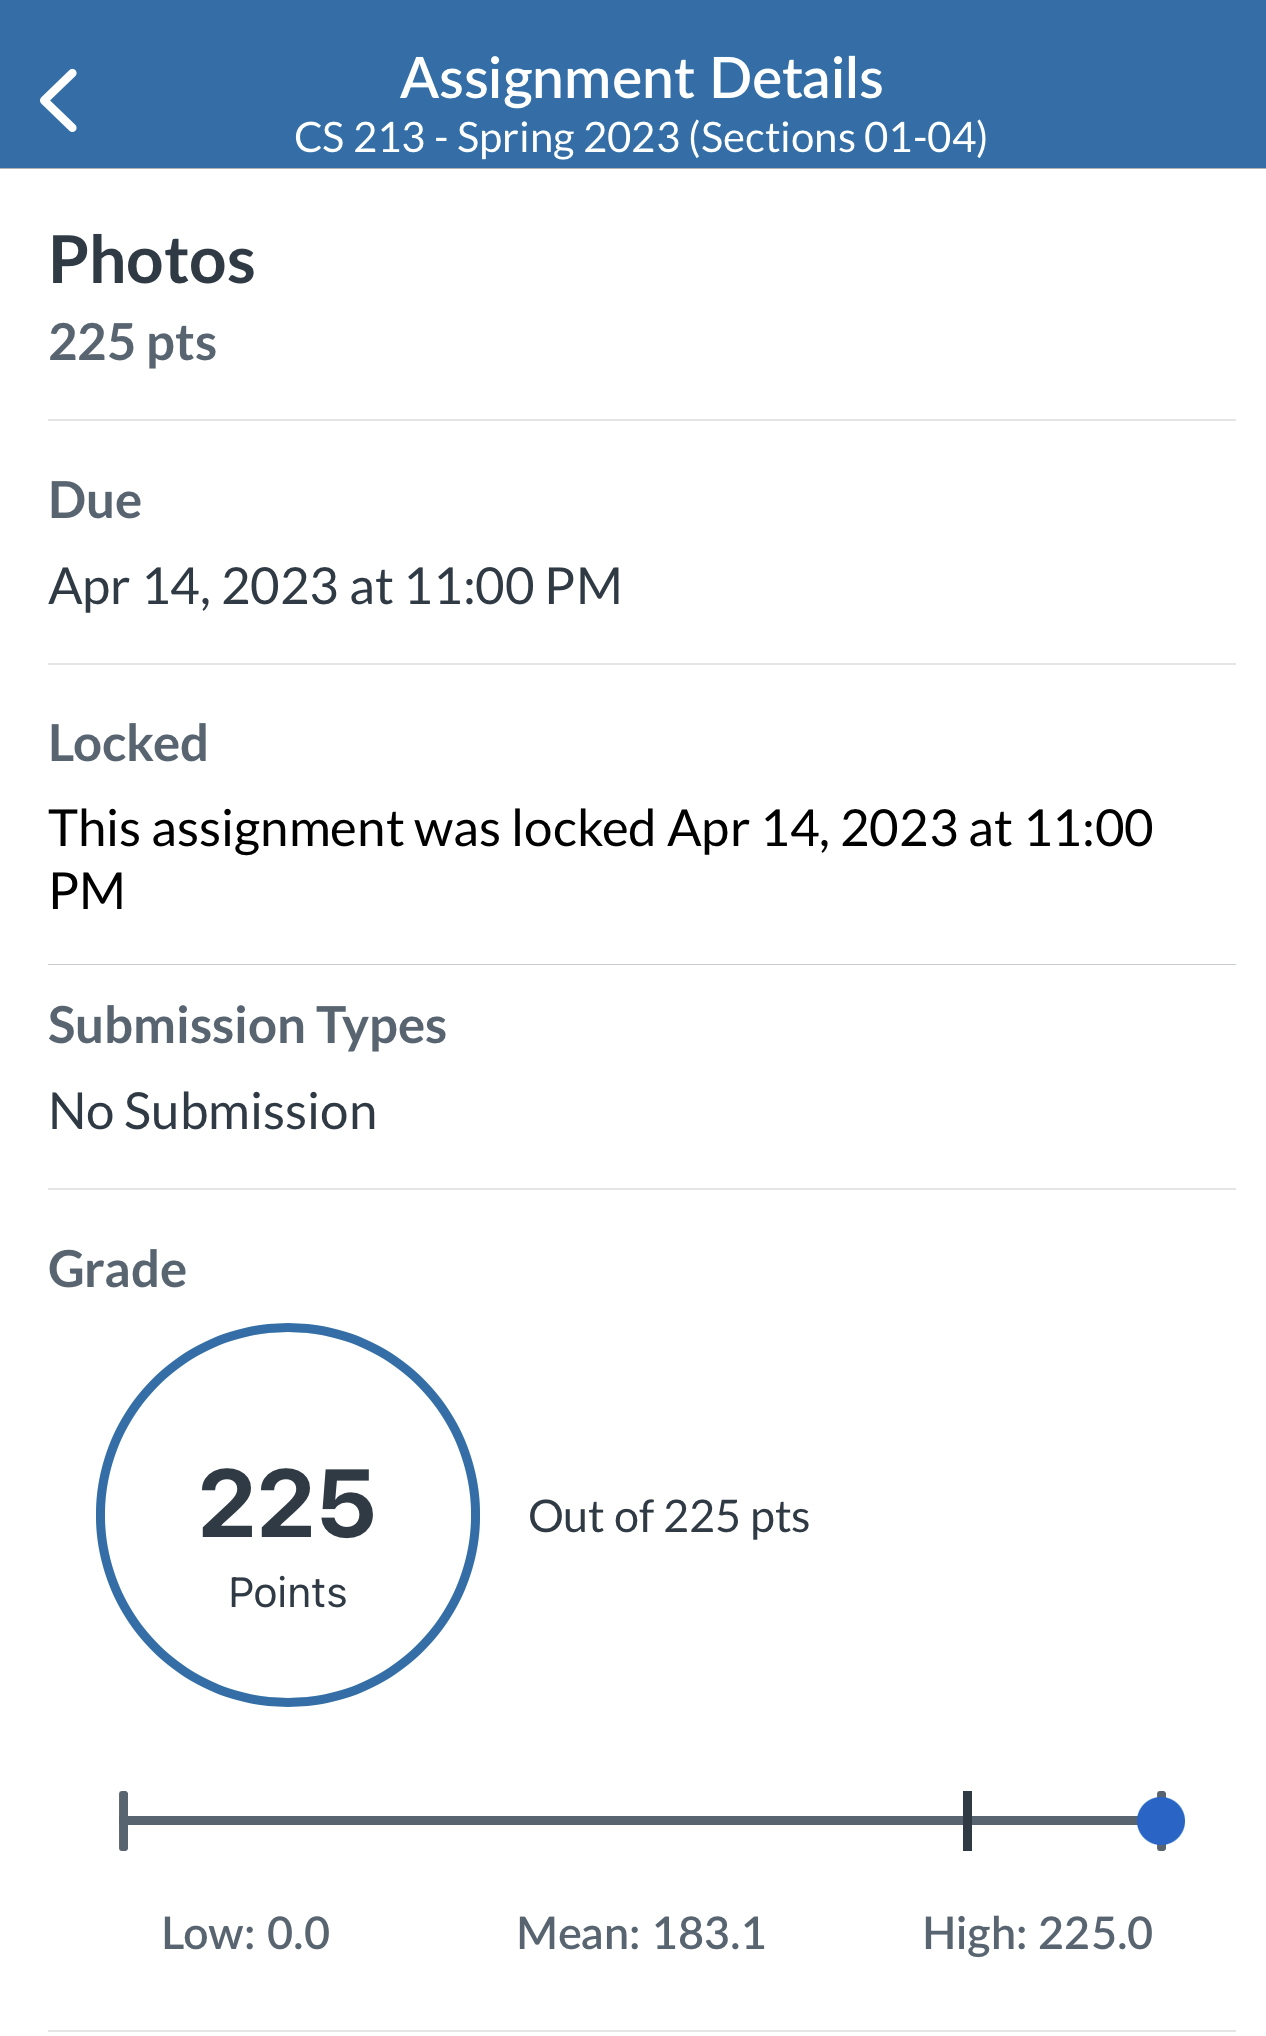 Assignment Details
CS 213 - Spring 2023 (Sections 01-04)
Photos
225 pts
Due
Apr 14, 2023 at 11:00 PM
Locked
This assignment was locked Apr 14, 2023 at 11:00
PM
Submission Types
No Submission
Grade
225
Points
Out of 225 pts
Low: 0.0 Mean: 183.1 High: 225.0